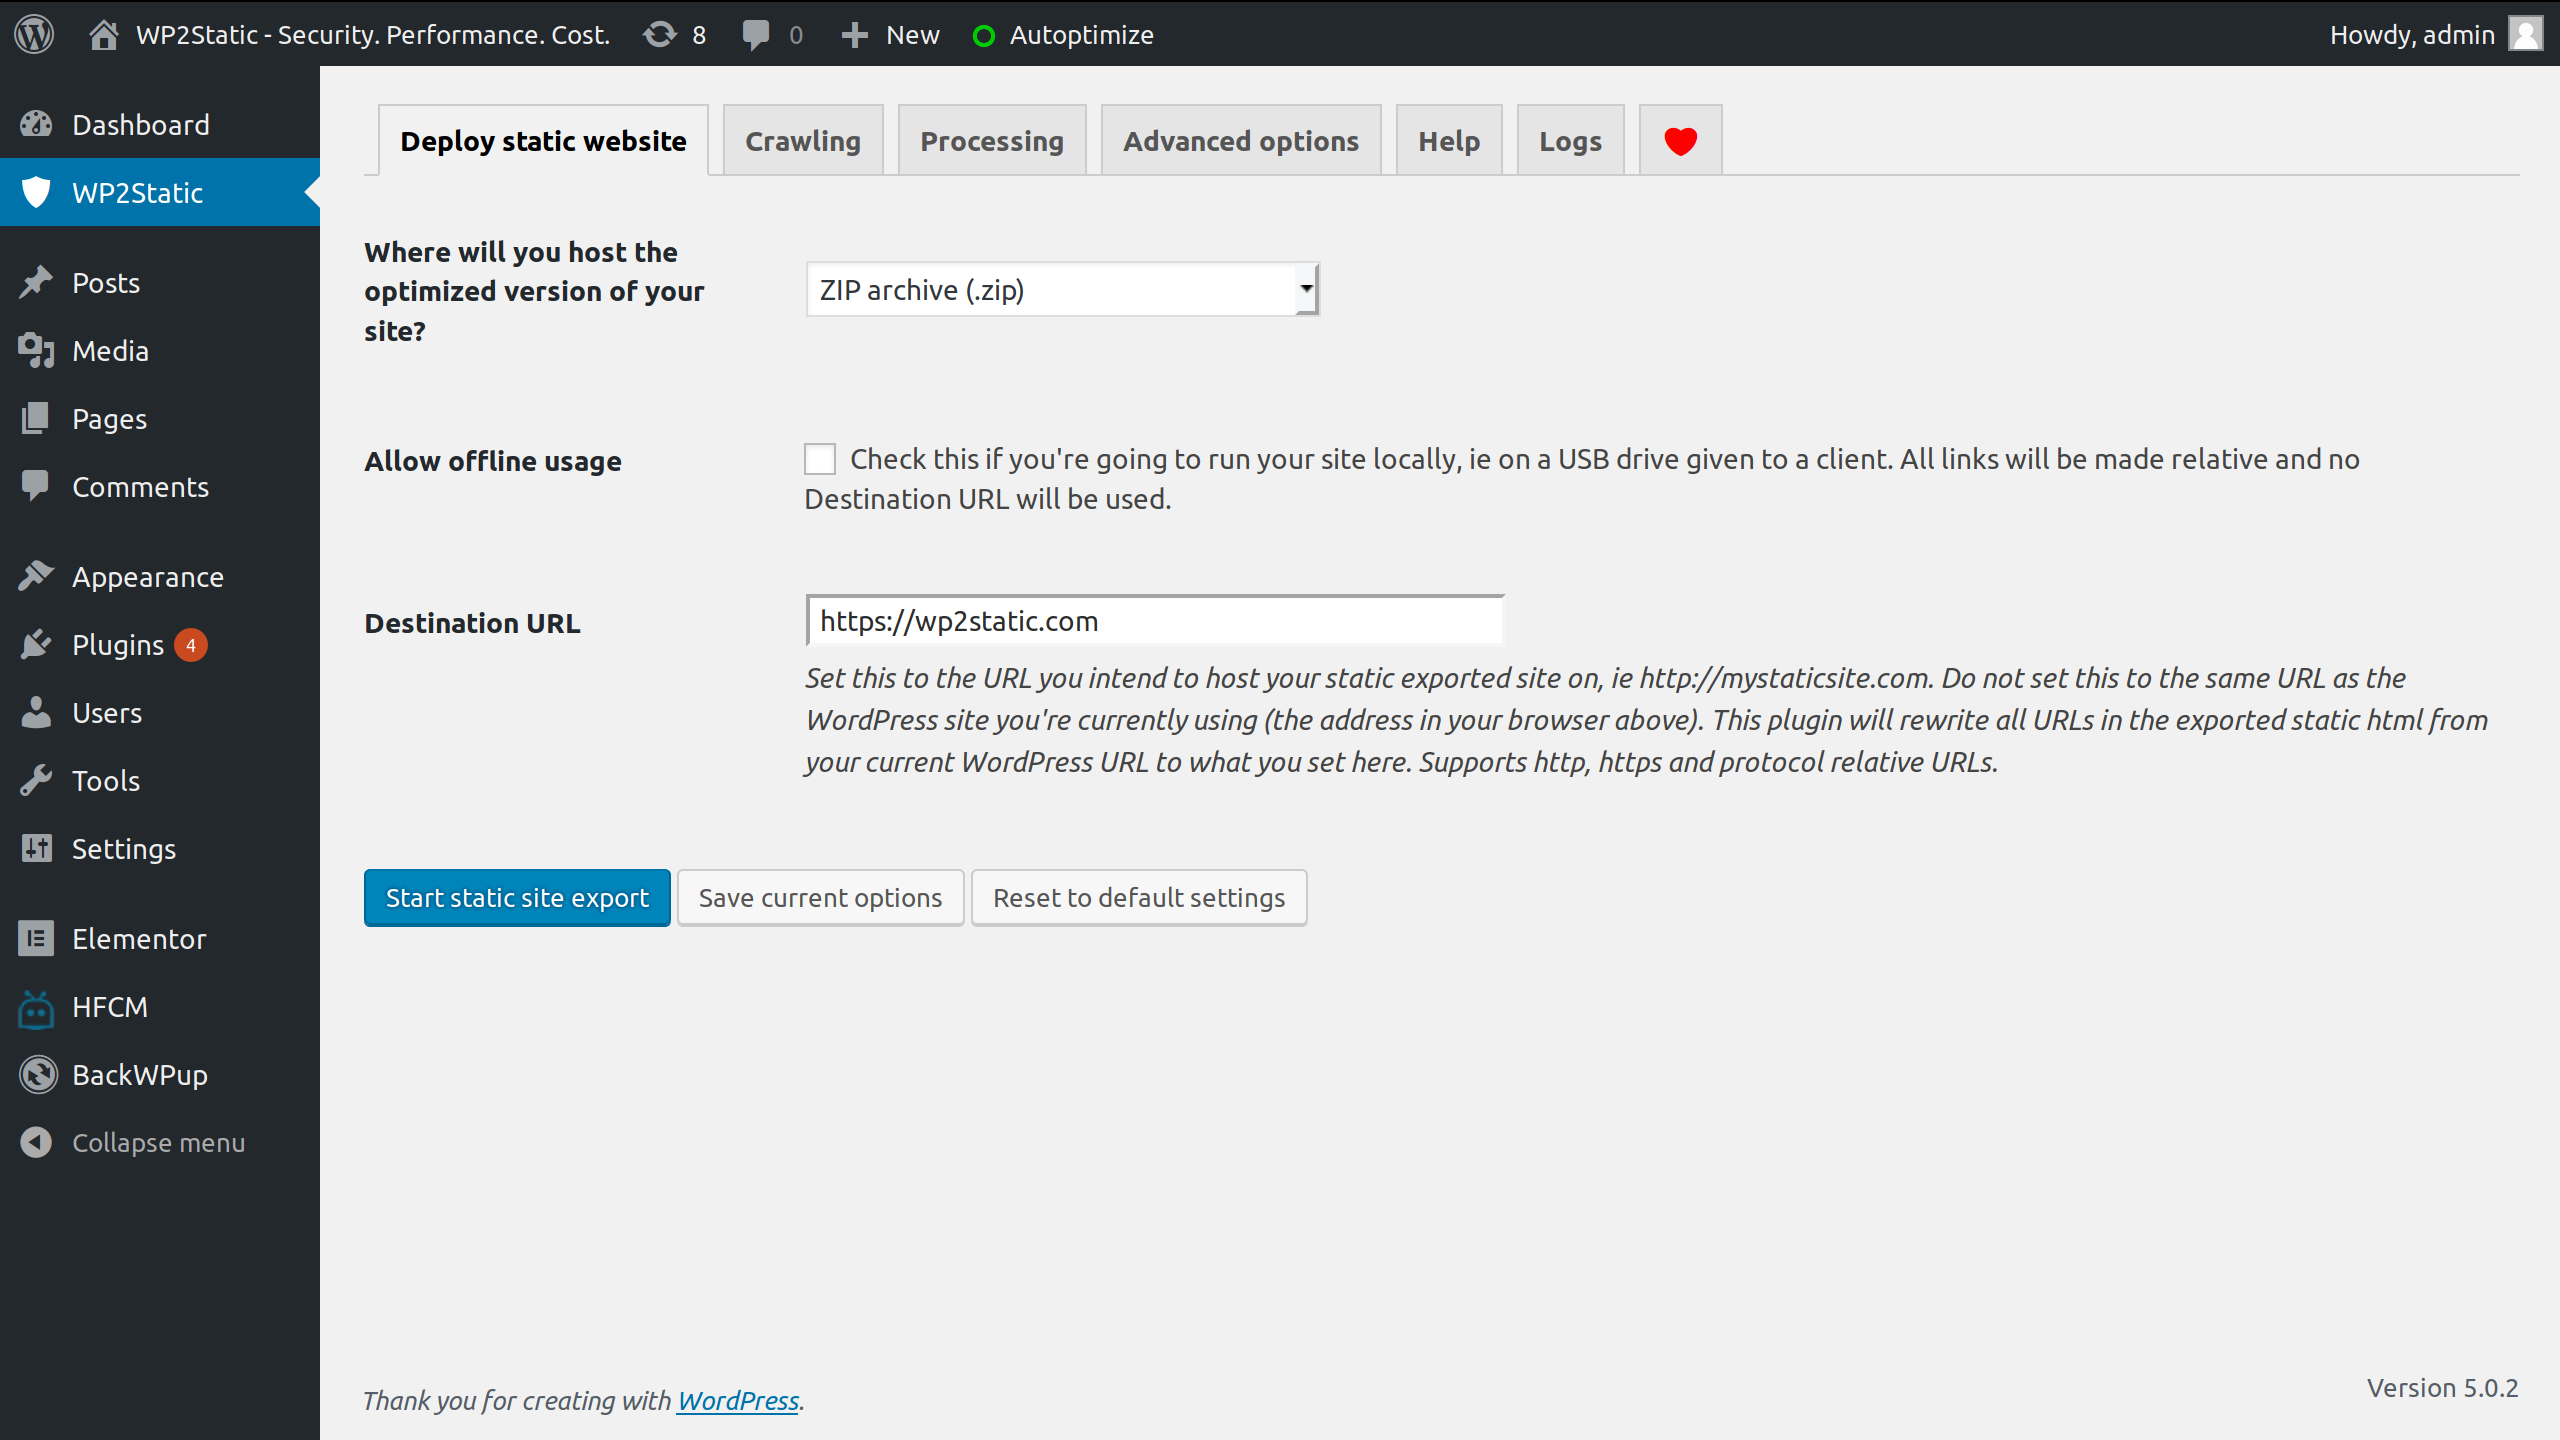 WP2Static - Security. Performance. Cost. 8 0 New Autoptimize Howdy, admin
Dashboard
WP2Static
Posts
Media
Pages
Comments
Appearance
Plugins 4
Users
Tools
Settings
Elementor
HFCM
BackWPup
Collapse menu
Deploy static website Crawling Processing Advanced options Help Logs
Where will you host the
optimized version of your
site?
ZIP archive (.zip)
Allow offline usage
Check this if you're going to run your site locally, ie on a USB drive given to a client. All links will be made relative and no
Destination URL will be used.
Destination URL
https://wp2static.com
Set this to the URL you intend to host your static exported site on, ie http://mystaticsite.com. Do not set this to the same URL as the
WordPress site you're currently using (the address in your browser above). This plugin will rewrite all URLs in the exported static html from
your current WordPress URL to what you set here. Supports http, https and protocol relative URLs.
Start static site export Save current options Reset to default settings
Thank you for creating with WordPress.
Version 5.0.2